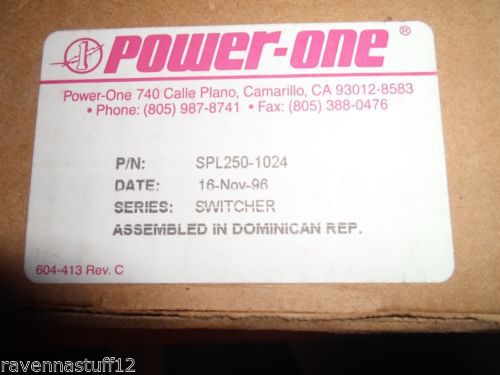 POWER-ONE ®
Power-One 740 Calle Plano, Camarillo, CA 93012-8583
• Phone: (805) 987-8741 • Fax: (805) 388-0476
P/N: SPL250-1024
DATE: 16-Nov-96
SERIES: SWITCHER
ASSEMBLED IN DOMINICAN REP.
604-413 Rev. C
ravennastuff12